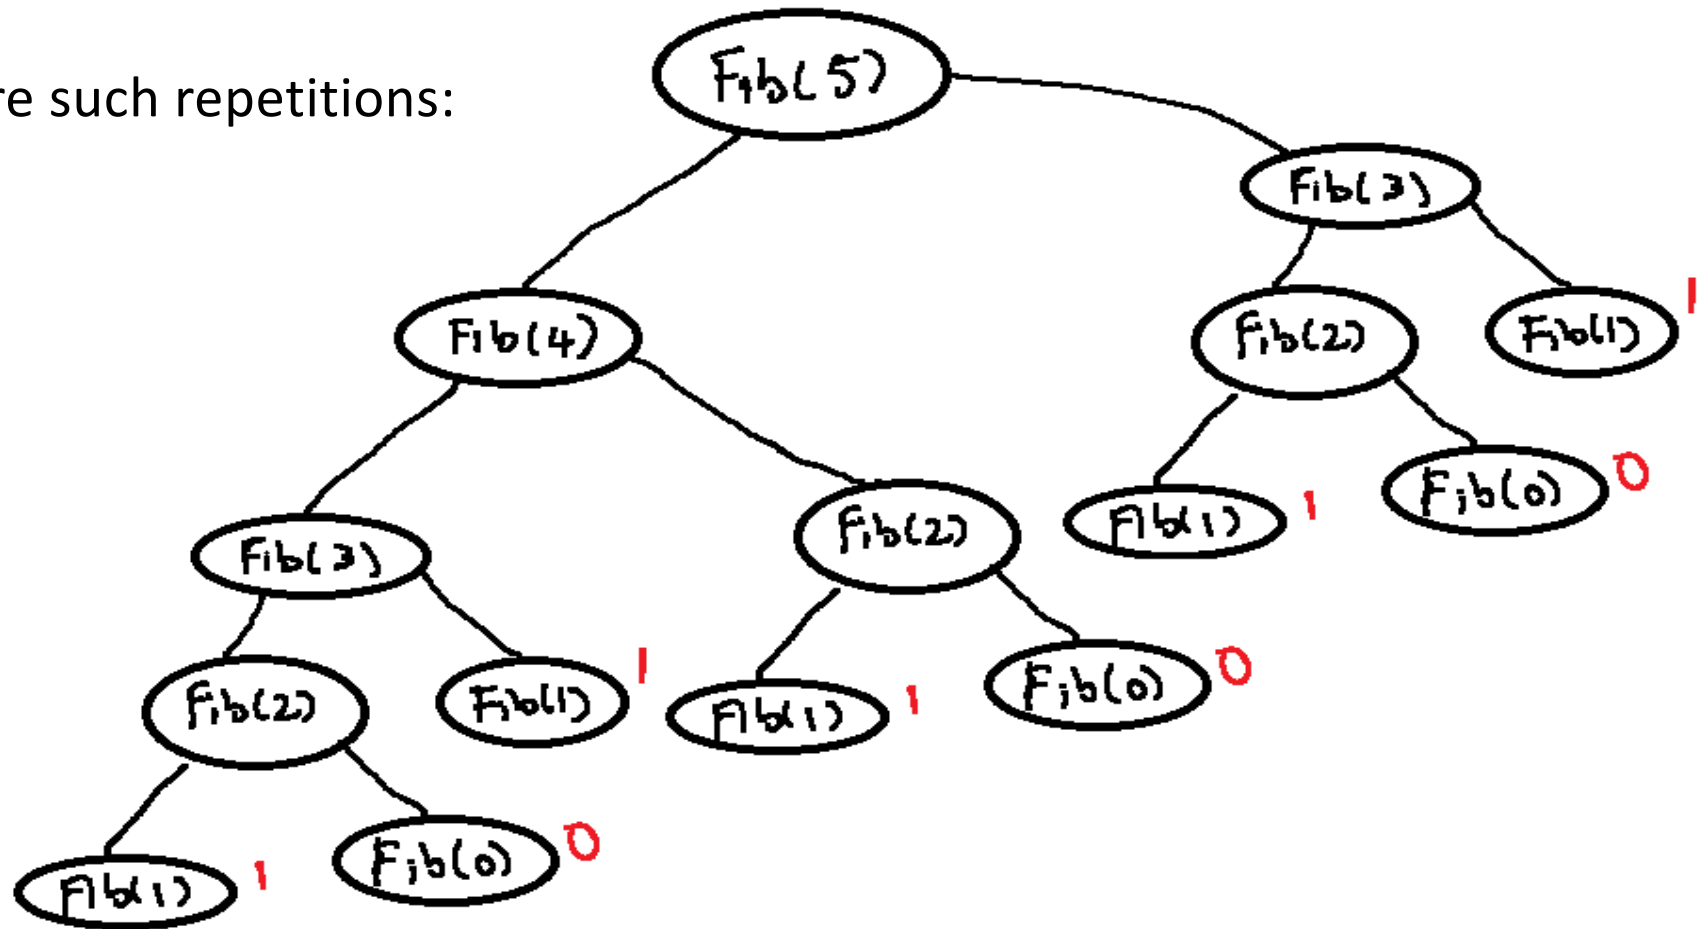 Fib(5)
re such repetitions:
Fib(3)
Fib(4)
Fib(2)
Fib(1) 1
Fib(1) 1
Fib(0) 0
Fib(3)
Fib(2)
Fib(2)
Fib(1) 1
Fib(1) 1
Fib(0) 0
Fib(1) 1
Fib(0) 0